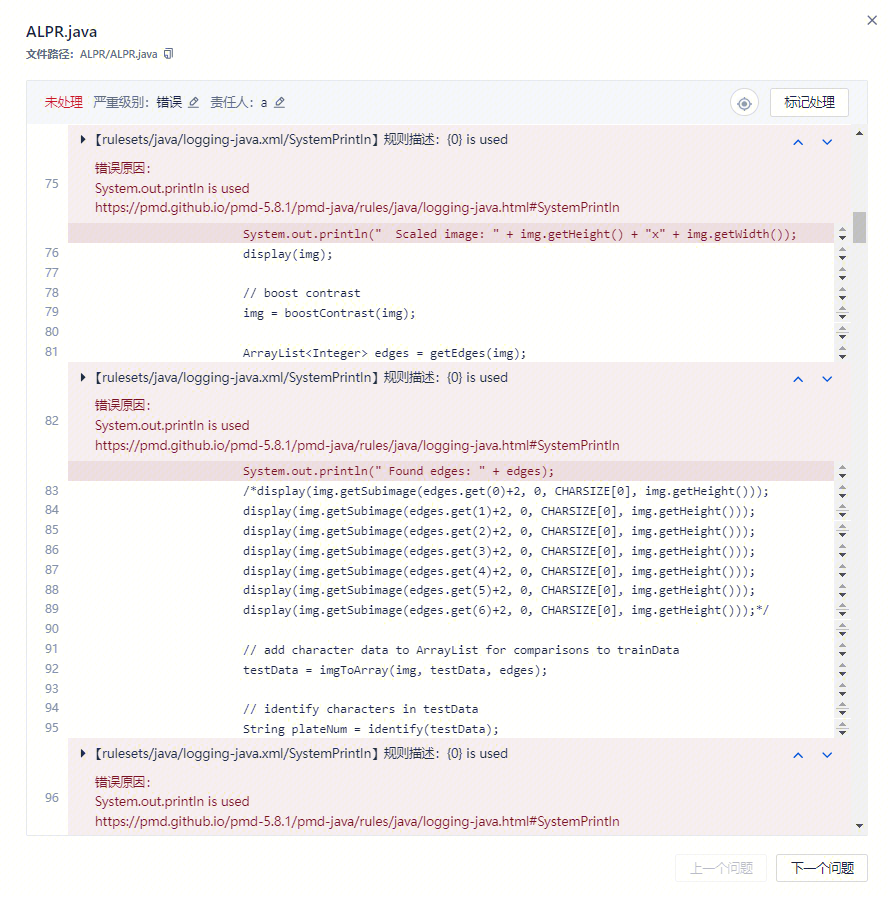 ALPR.java
文件路径：ALPR/ALPR.java
未处理 严重级别：错误 责任人：a 标记处理
【rulesets/java/logging-java.xml/SystemPrintln】规则描述：{0} is used
错误原因：
75 System.out.println is used
https://pmd.github.io/pmd-5.8.1/pmd-java/rules/java/logging-java.html#SystemPrintln
System.out.println("  Scaled image: " + img.getHeight() + "x" + img.getWidth());
76 display(img);
77
78 // boost contrast
79 img = boostContrast(img);
80
81 ArrayList<Integer> edges = getEdges(img);
【rulesets/java/logging-java.xml/SystemPrintln】规则描述：{0} is used
错误原因：
82 System.out.println is used
https://pmd.github.io/pmd-5.8.1/pmd-java/rules/java/logging-java.html#SystemPrintln
System.out.println(" Found edges: " + edges);
83 /*display(img.getSubimage(edges.get(0)+2, 0, CHARSIZE[0], img.getHeight()));
84 display(img.getSubimage(edges.get(1)+2, 0, CHARSIZE[0], img.getHeight()));
85 display(img.getSubimage(edges.get(2)+2, 0, CHARSIZE[0], img.getHeight()));
86 display(img.getSubimage(edges.get(3)+2, 0, CHARSIZE[0], img.getHeight()));
87 display(img.getSubimage(edges.get(4)+2, 0, CHARSIZE[0], img.getHeight()));
88 display(img.getSubimage(edges.get(5)+2, 0, CHARSIZE[0], img.getHeight()));
89 display(img.getSubimage(edges.get(6)+2, 0, CHARSIZE[0], img.getHeight()));*/
90
91 // add character data to ArrayList for comparisons to trainData
92 testData = imgToArray(img, testData, edges);
93
94 // identify characters in testData
95 String plateNum = identify(testData);
【rulesets/java/logging-java.xml/SystemPrintln】规则描述：{0} is used
错误原因：
96 System.out.println is used
https://pmd.github.io/pmd-5.8.1/pmd-java/rules/java/logging-java.html#SystemPrintln
上一个问题 下一个问题